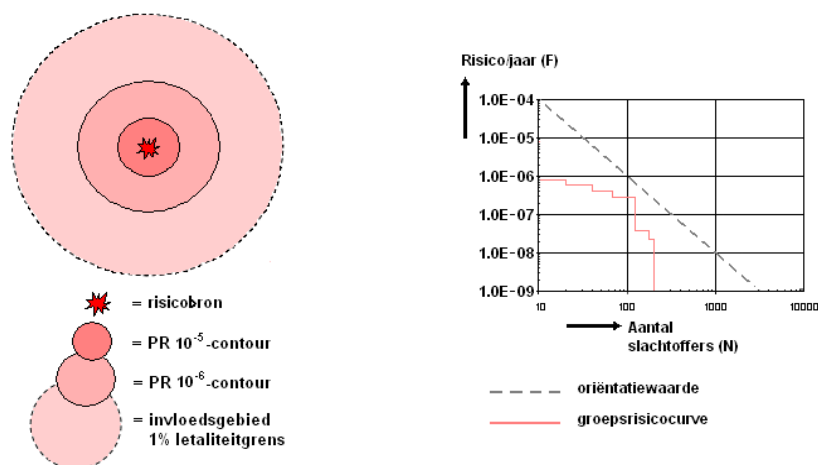 = risicobron
= PR 10⁻⁵-contour
= PR 10⁻⁶-contour
= invloedsgebied
1% letaliteitgrens
Risico/jaar (F)
1.0E-04
1.0E-05
1.0E-06
1.0E-07
1.0E-08
1.0E-09
10 100 1000 10000
Aantal
slachtoffers (N)
oriëntatiewaarde
groepsrisicocurve